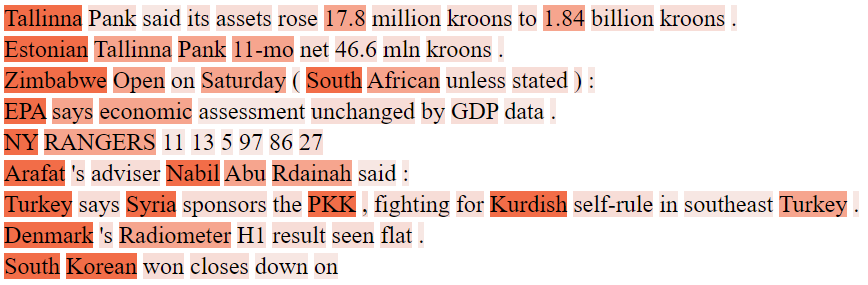 Tallinna Pank said its assets rose 17.8 million kroons to 1.84 billion kroons .
Estonian Tallinna Pank 11-mo net 46.6 mln kroons .
Zimbabwe Open on Saturday ( South African unless stated ) :
EPA says economic assessment unchanged by GDP data .
NY RANGERS 11 13 5 97 86 27
Arafat 's adviser Nabil Abu Rdainah said :
Turkey says Syria sponsors the PKK , fighting for Kurdish self-rule in southeast Turkey .
Denmark 's Radiometer H1 result seen flat .
South Korean won closes down on